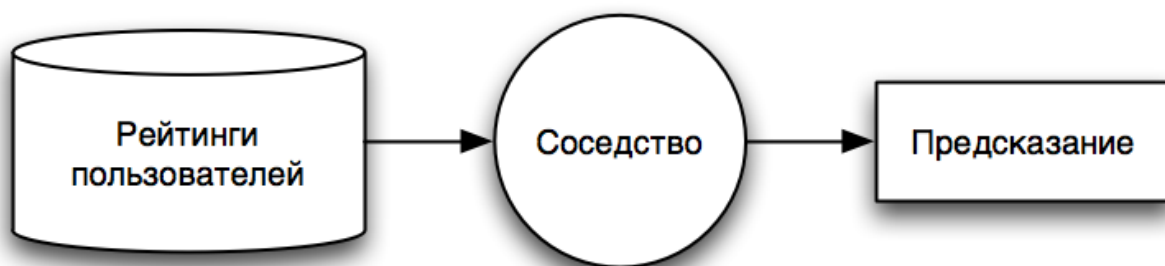 Рейтинги
пользователей
Соседство
Предсказание